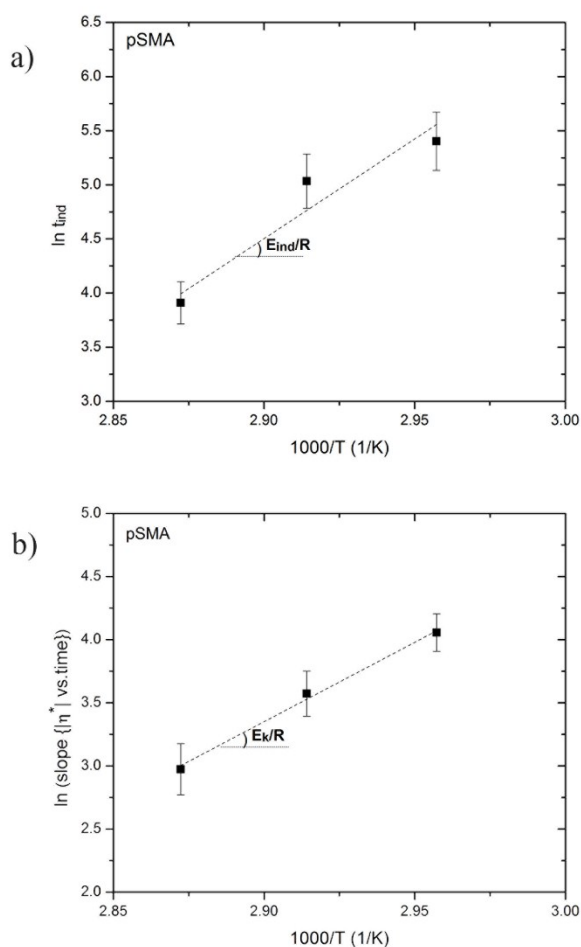 a)
pSMA
ln tind
6.5
6.0
5.5
5.0
4.5
4.0
3.5
3.0
Eind/R
2.85
2.90
2.95
3.00
1000/T (1/K)
b)
pSMA
ln (slope {|η*| vs.time})
5.0
4.5
4.0
3.5
3.0
2.5
2.0
Ek/R
2.85
2.90
2.95
3.00
1000/T (1/K)